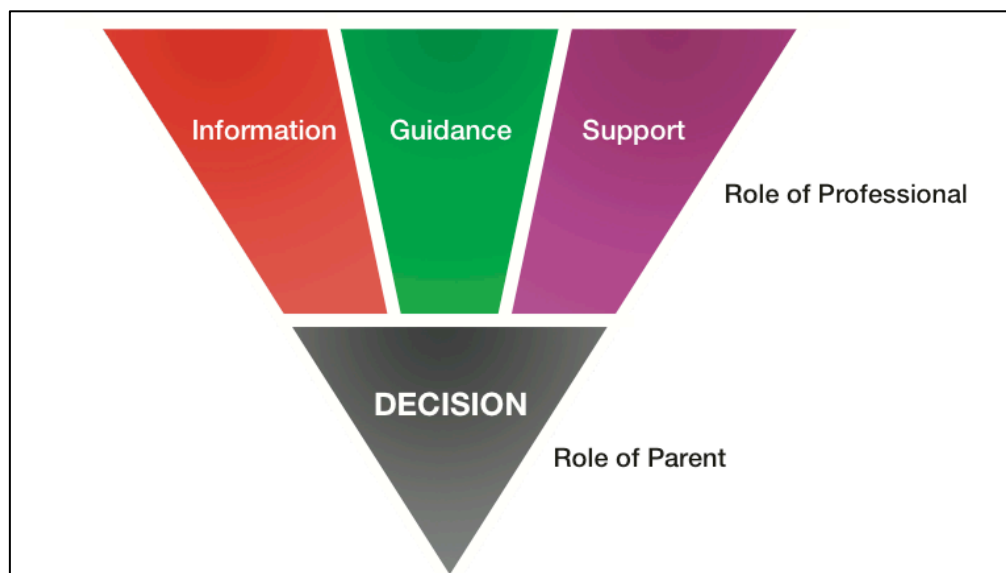 Information
Guidance
Support
Role of Professional
DECISION
Role of Parent